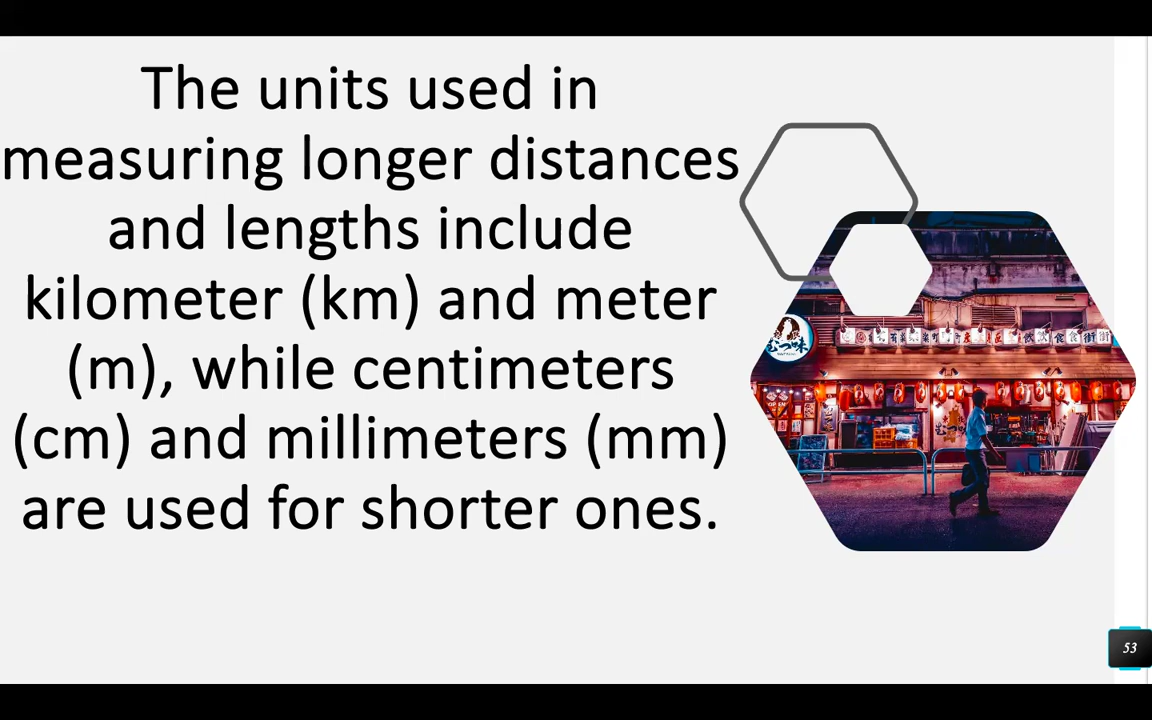 The units used in
measuring longer distances
and lengths include
kilometer (km) and meter
(m), while centimeters
(cm) and millimeters (mm)
are used for shorter ones.
53